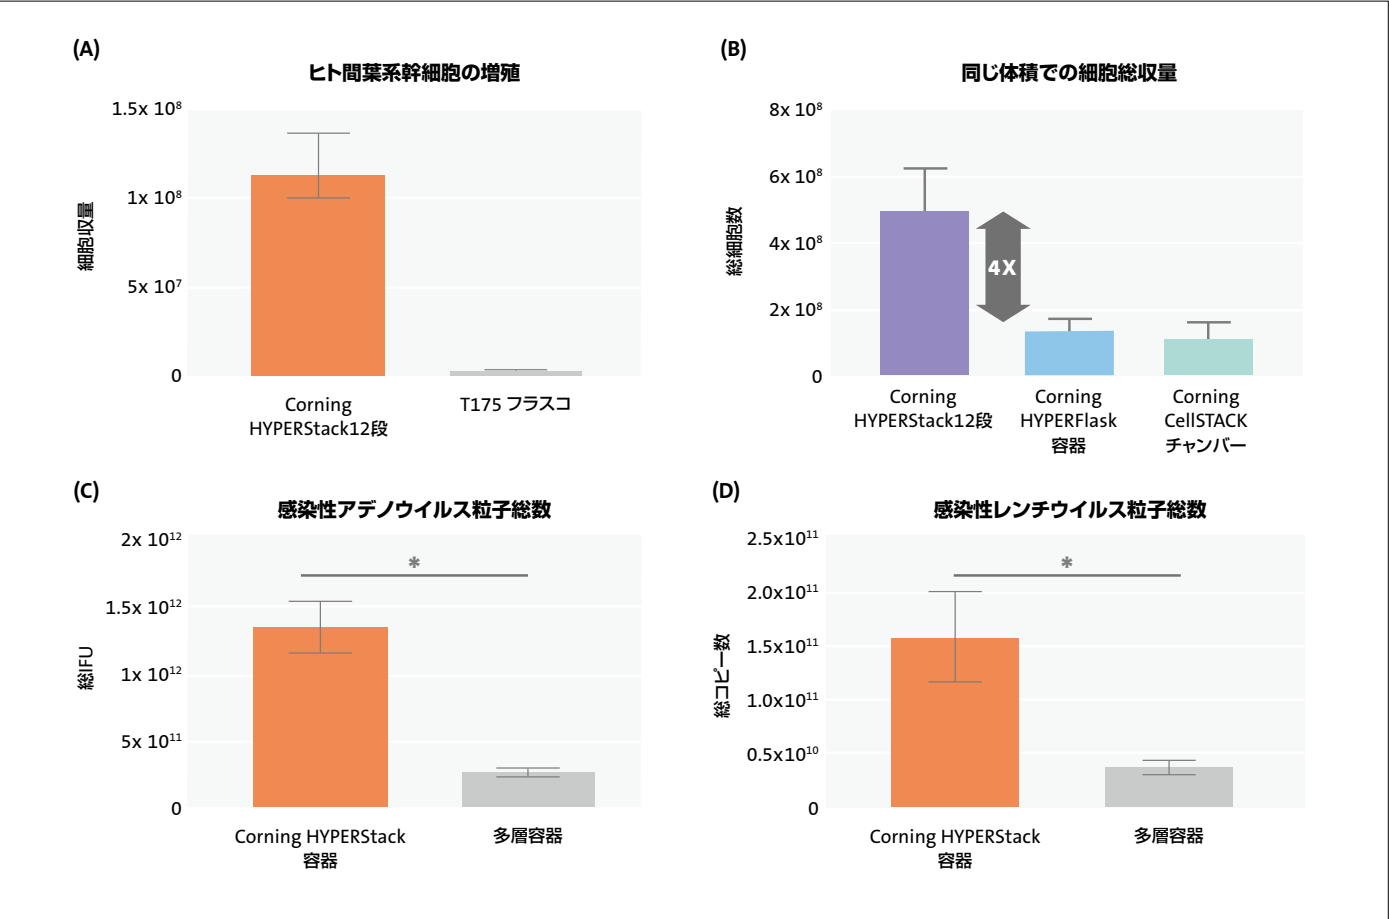 (A)
ヒト間葉系幹細胞の増殖
細胞収量
1.5x 10⁸
1x 10⁸
5x 10⁷
0
Corning
HYPERStack12段
T175 フラスコ
(B)
同じ体積での細胞総収量
総細胞数
8x 10⁸
6x 10⁸
4x 10⁸
2x 10⁸
0
4X
Corning
HYPERStack12段
Corning
HYPERFlask
容器
Corning
CellSTACK
チャンバー
(C)
感染性アデノウイルス粒子総数
総IFU
2x 10¹²
1.5x 10¹²
1x 10¹²
5x 10¹¹
0
*
Corning HYPERStack
容器
多層容器
(D)
感染性レンチウイルス粒子総数
総コピー数
2.5x10¹¹
2.0x10¹¹
1.5x10¹¹
1.0x10¹¹
0.5x10¹⁰
0
*
Corning HYPERStack
容器
多層容器